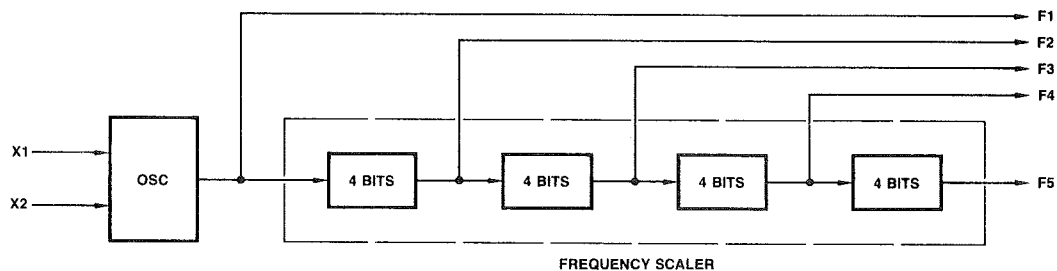 F1
F2
F3
F4
X1
X2
OSC
4 BITS
4 BITS
4 BITS
4 BITS
F5
FREQUENCY SCALER